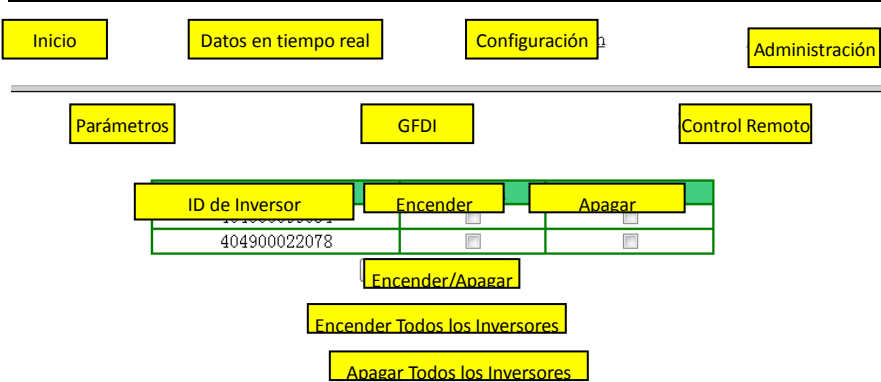 Inicio Datos en tiempo real Configuración Administración
Parámetros GFDI Control Remoto
ID de Inversor Encender Apagar
404900022078
Encender/Apagar
Encender Todos los Inversores
Apagar Todos los Inversores